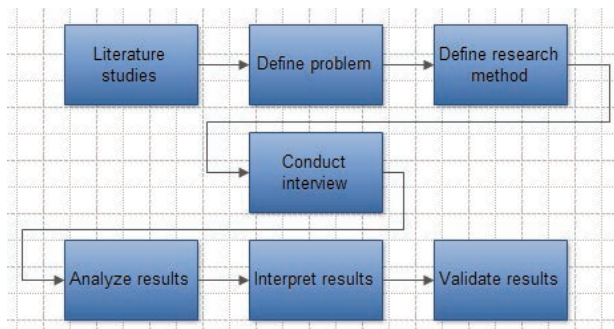 Literature
studies
Define problem
Define research
method
Conduct
interview
Analyze results
Interpret results
Validate results